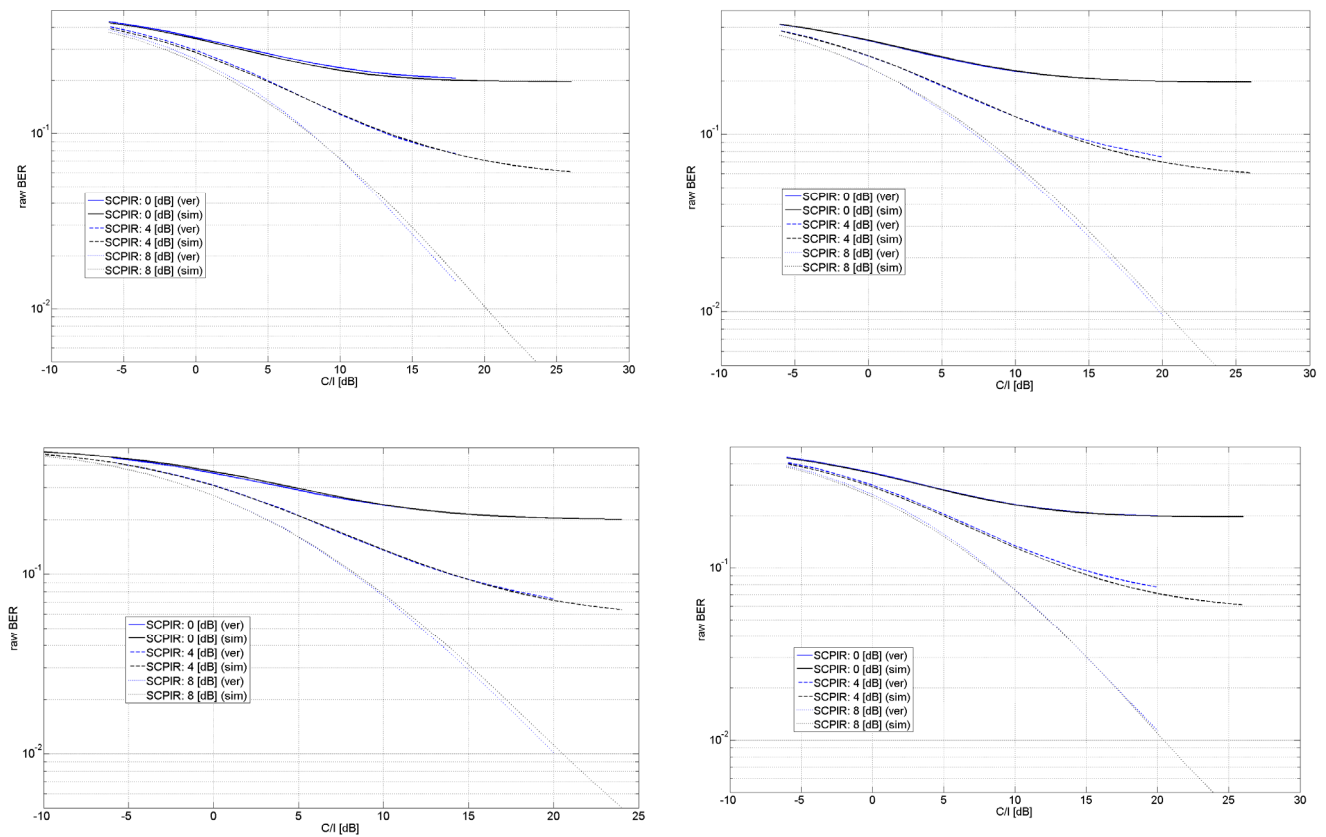 10^-1
raw BER
SCPIR: 0 [dB] (ver)
SCPIR: 0 [dB] (sim)
SCPIR: 4 [dB] (ver)
SCPIR: 4 [dB] (sim)
SCPIR: 8 [dB] (ver)
SCPIR: 8 [dB] (sim)
10^-2
-10 -5 0 5 10 15 20 25 30
C/I [dB]
10^-1
raw BER
SCPIR: 0 [dB] (ver)
SCPIR: 0 [dB] (sim)
SCPIR: 4 [dB] (ver)
SCPIR: 4 [dB] (sim)
SCPIR: 8 [dB] (ver)
SCPIR: 8 [dB] (sim)
10^-2
-10 -5 0 5 10 15 20 25 30
C/I [dB]
10^-1
raw BER
SCPIR: 0 [dB] (ver)
SCPIR: 0 [dB] (sim)
SCPIR: 4 [dB] (ver)
SCPIR: 4 [dB] (sim)
SCPIR: 8 [dB] (ver)
SCPIR: 8 [dB] (sim)
10^-2
-10 -5 0 5 10 15 20 25
C/I [dB]
10^-1
raw BER
SCPIR: 0 [dB] (ver)
SCPIR: 0 [dB] (sim)
SCPIR: 4 [dB] (ver)
SCPIR: 4 [dB] (sim)
SCPIR: 8 [dB] (ver)
SCPIR: 8 [dB] (sim)
10^-2
-10 -5 0 5 10 15 20 25 30
C/I [dB]